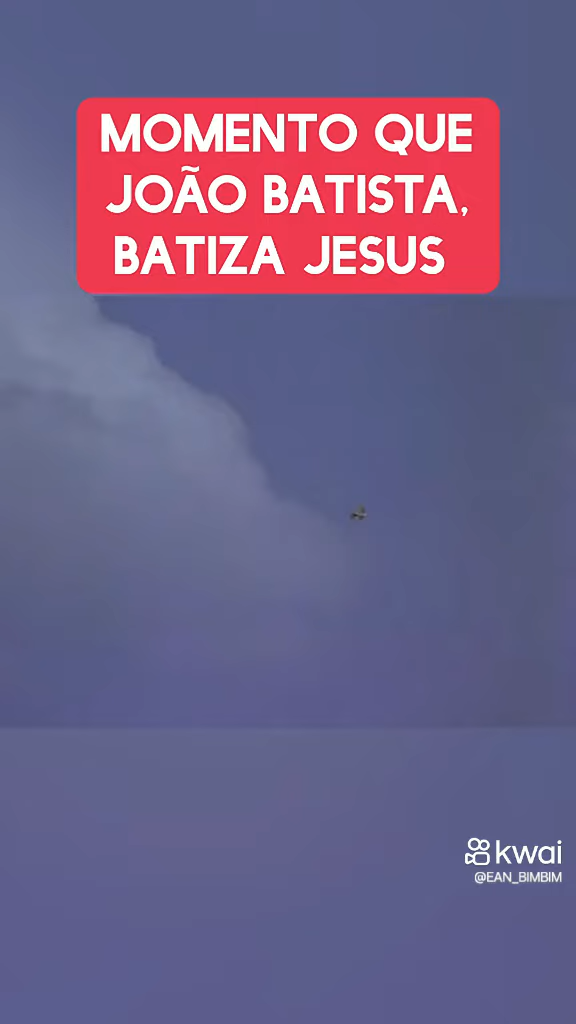 MOMENTO QUE
JOÃO BATISTA,
BATIZA JESUS
kwai
@EAN_BIMBIM